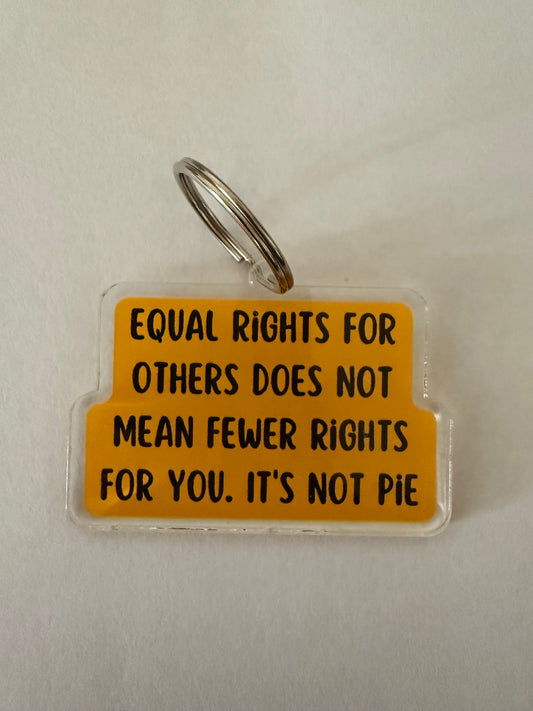 EQUAL RiGHTS FOR
OTHERS DOES NOT
MEAN FEWER RiGHTS
FOR YOU. IT'S NOT PiE